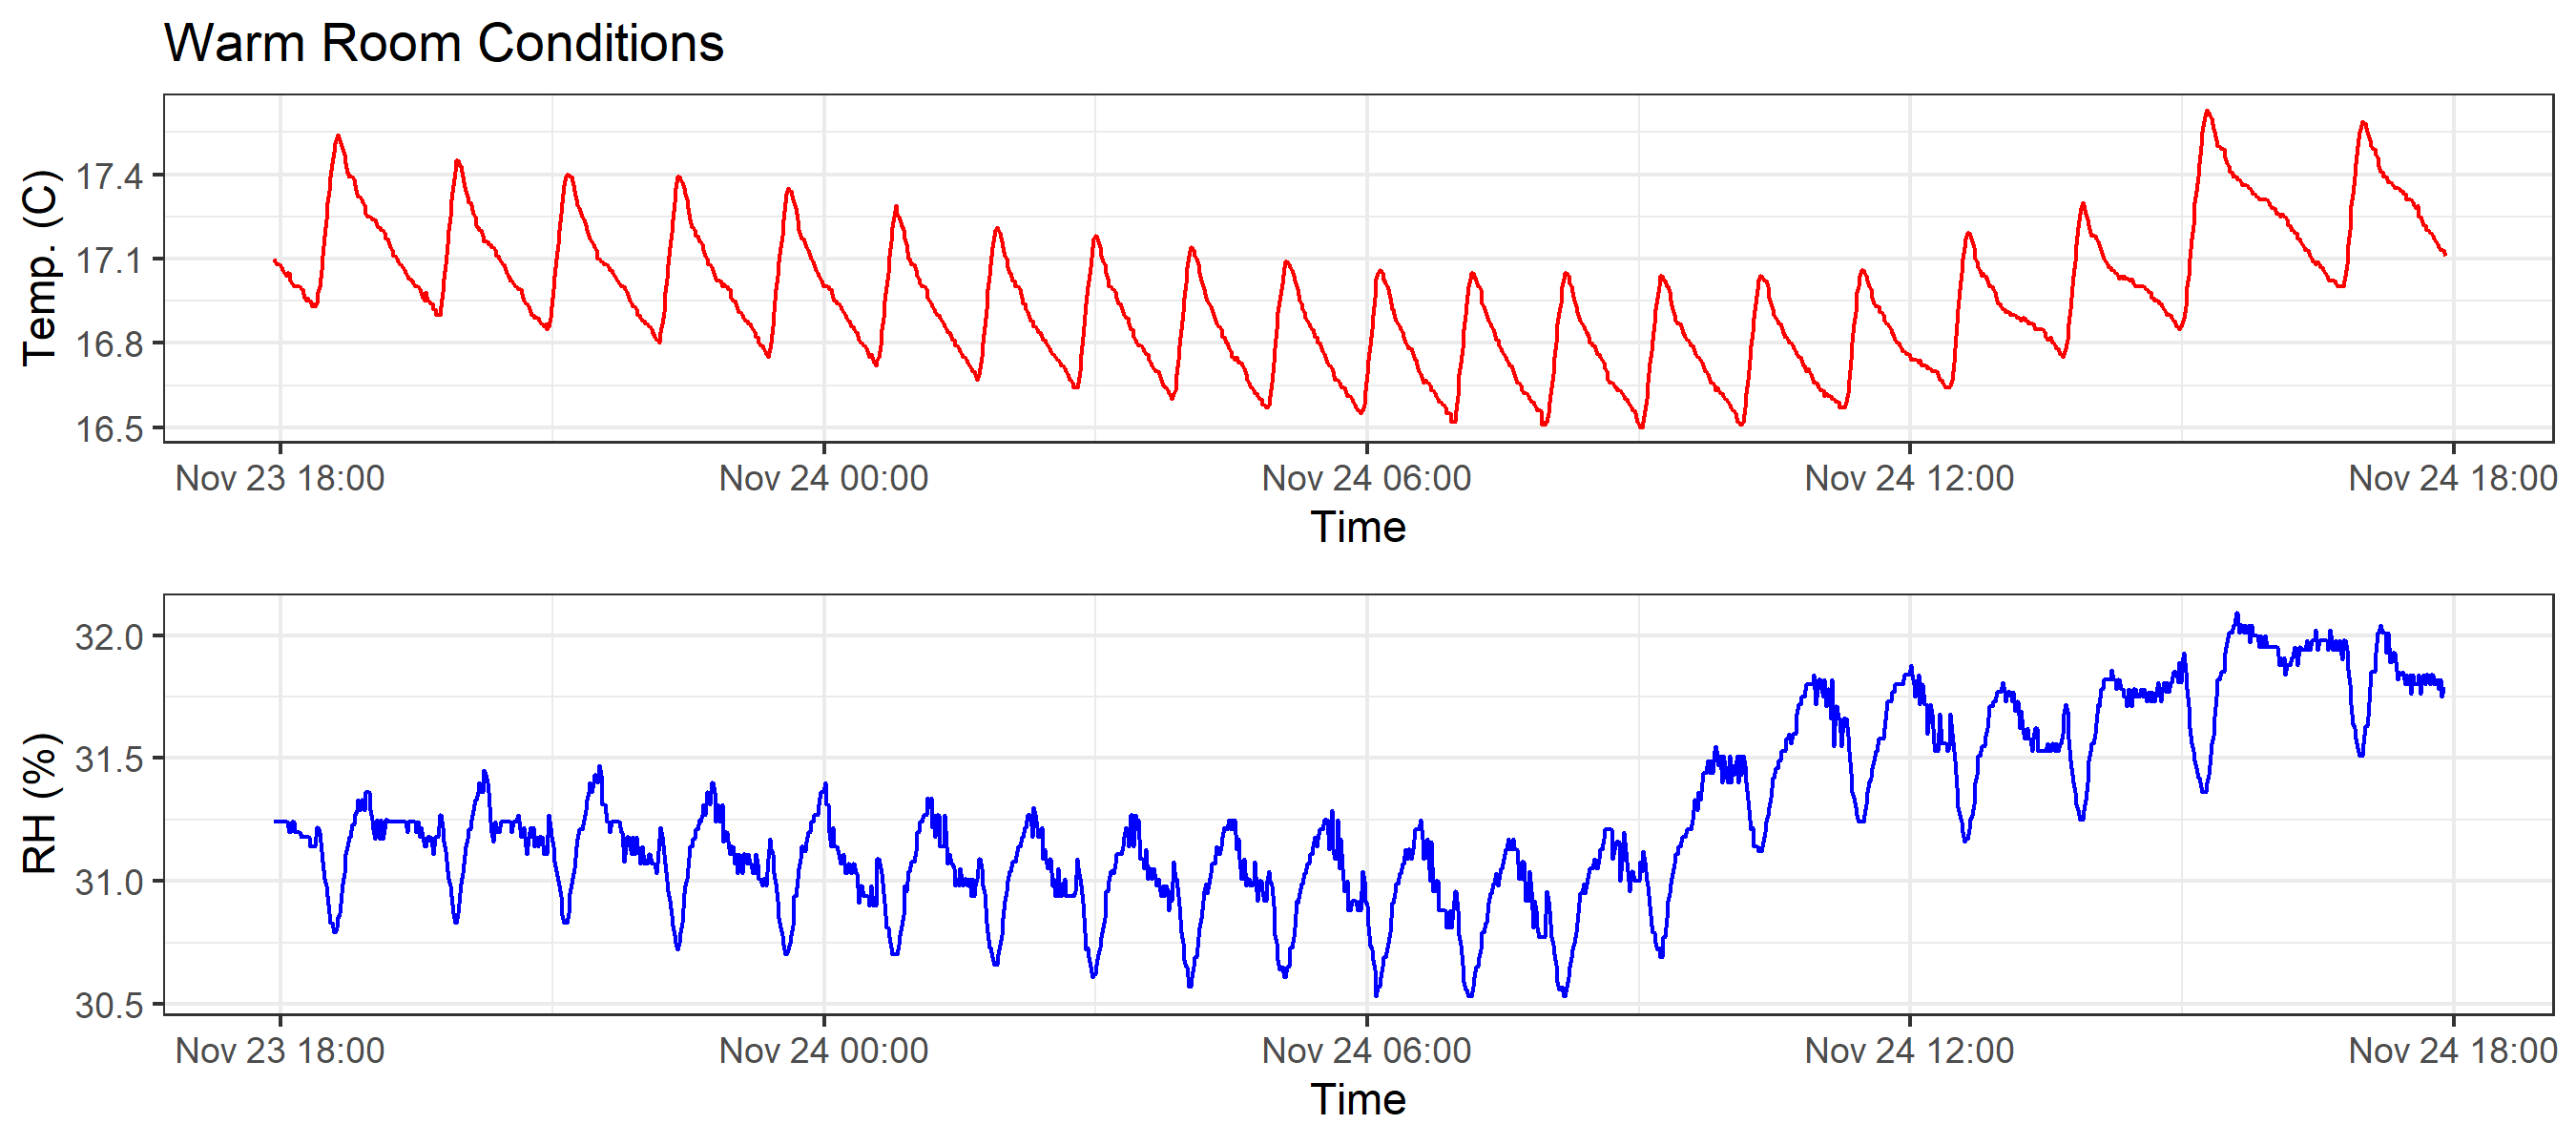 Warm Room Conditions
Temp. (C)
17.4
17.1
16.8
16.5
Nov 23 18:00 Nov 24 00:00 Nov 24 06:00 Nov 24 12:00 Nov 24 18:00
Time
RH (%)
32.0
31.5
31.0
30.5
Nov 23 18:00 Nov 24 00:00 Nov 24 06:00 Nov 24 12:00 Nov 24 18:00
Time